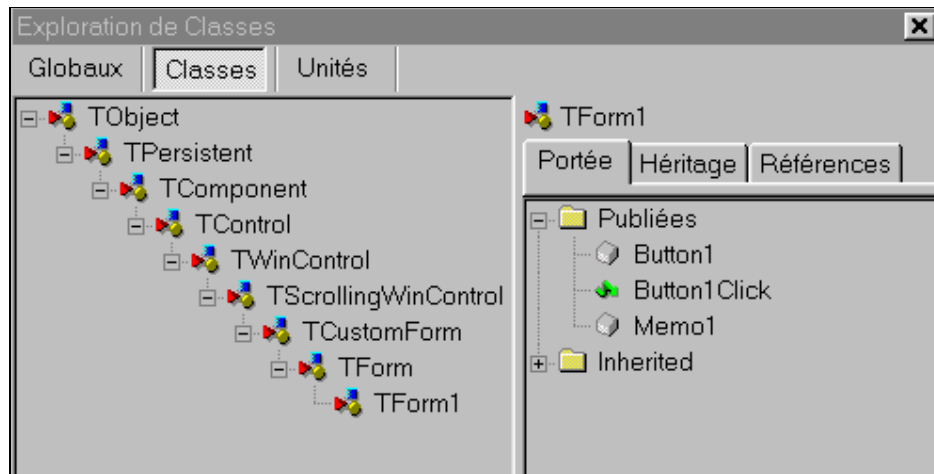 Exploration de Classes
Globaux Classes Unités
TObject
TPersistent
TComponent
TControl
TWinControl
TScrollingWinControl
TCustomForm
TForm
TForm1
TForm1
Portée Héritage Références
Publiées
Button1
Button1Click
Memo1
Inherited